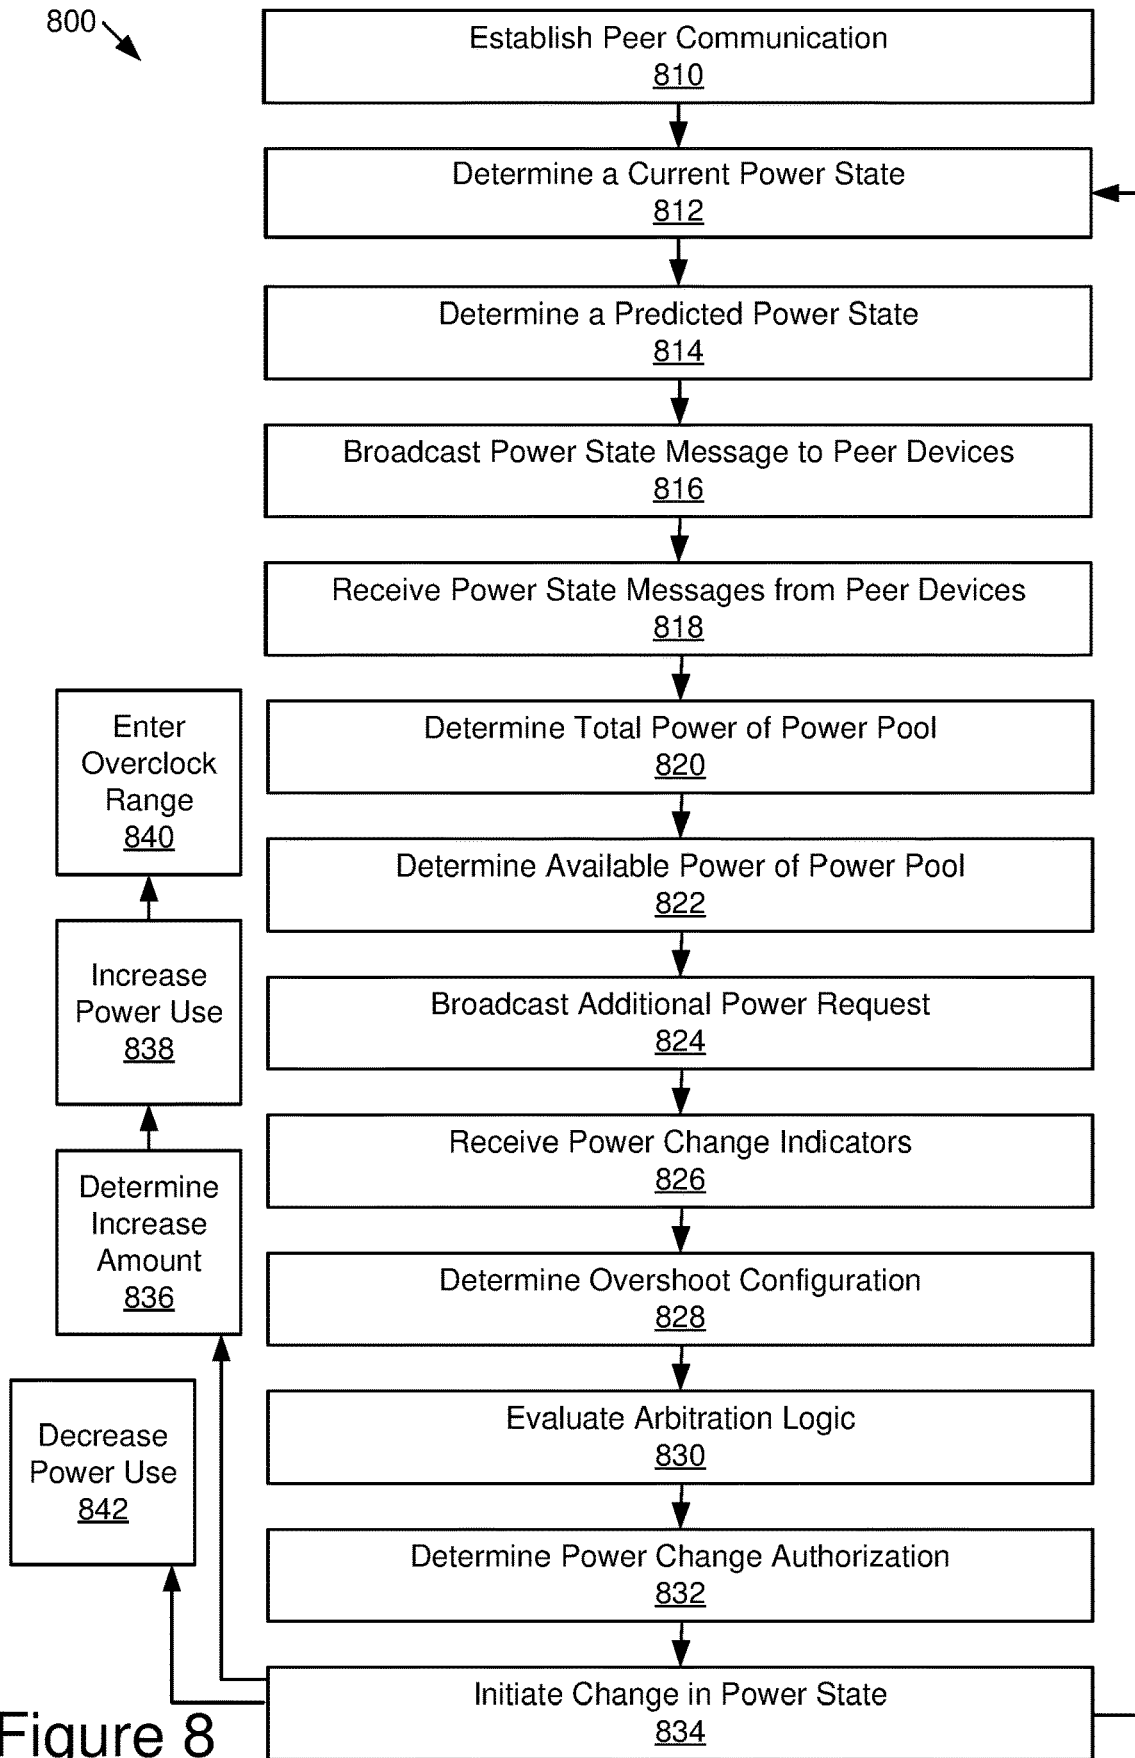 800
Establish Peer Communication
810
Determine a Current Power State
812
Determine a Predicted Power State
814
Broadcast Power State Message to Peer Devices
816
Receive Power State Messages from Peer Devices
818
Determine Total Power of Power Pool
820
Determine Available Power of Power Pool
822
Broadcast Additional Power Request
824
Receive Power Change Indicators
826
Determine Overshoot Configuration
828
Evaluate Arbitration Logic
830
Determine Power Change Authorization
832
Initiate Change in Power State
834
Enter
Overclock
Range
840
Increase
Power Use
838
Determine
Increase
Amount
836
Decrease
Power Use
842
Figure 8